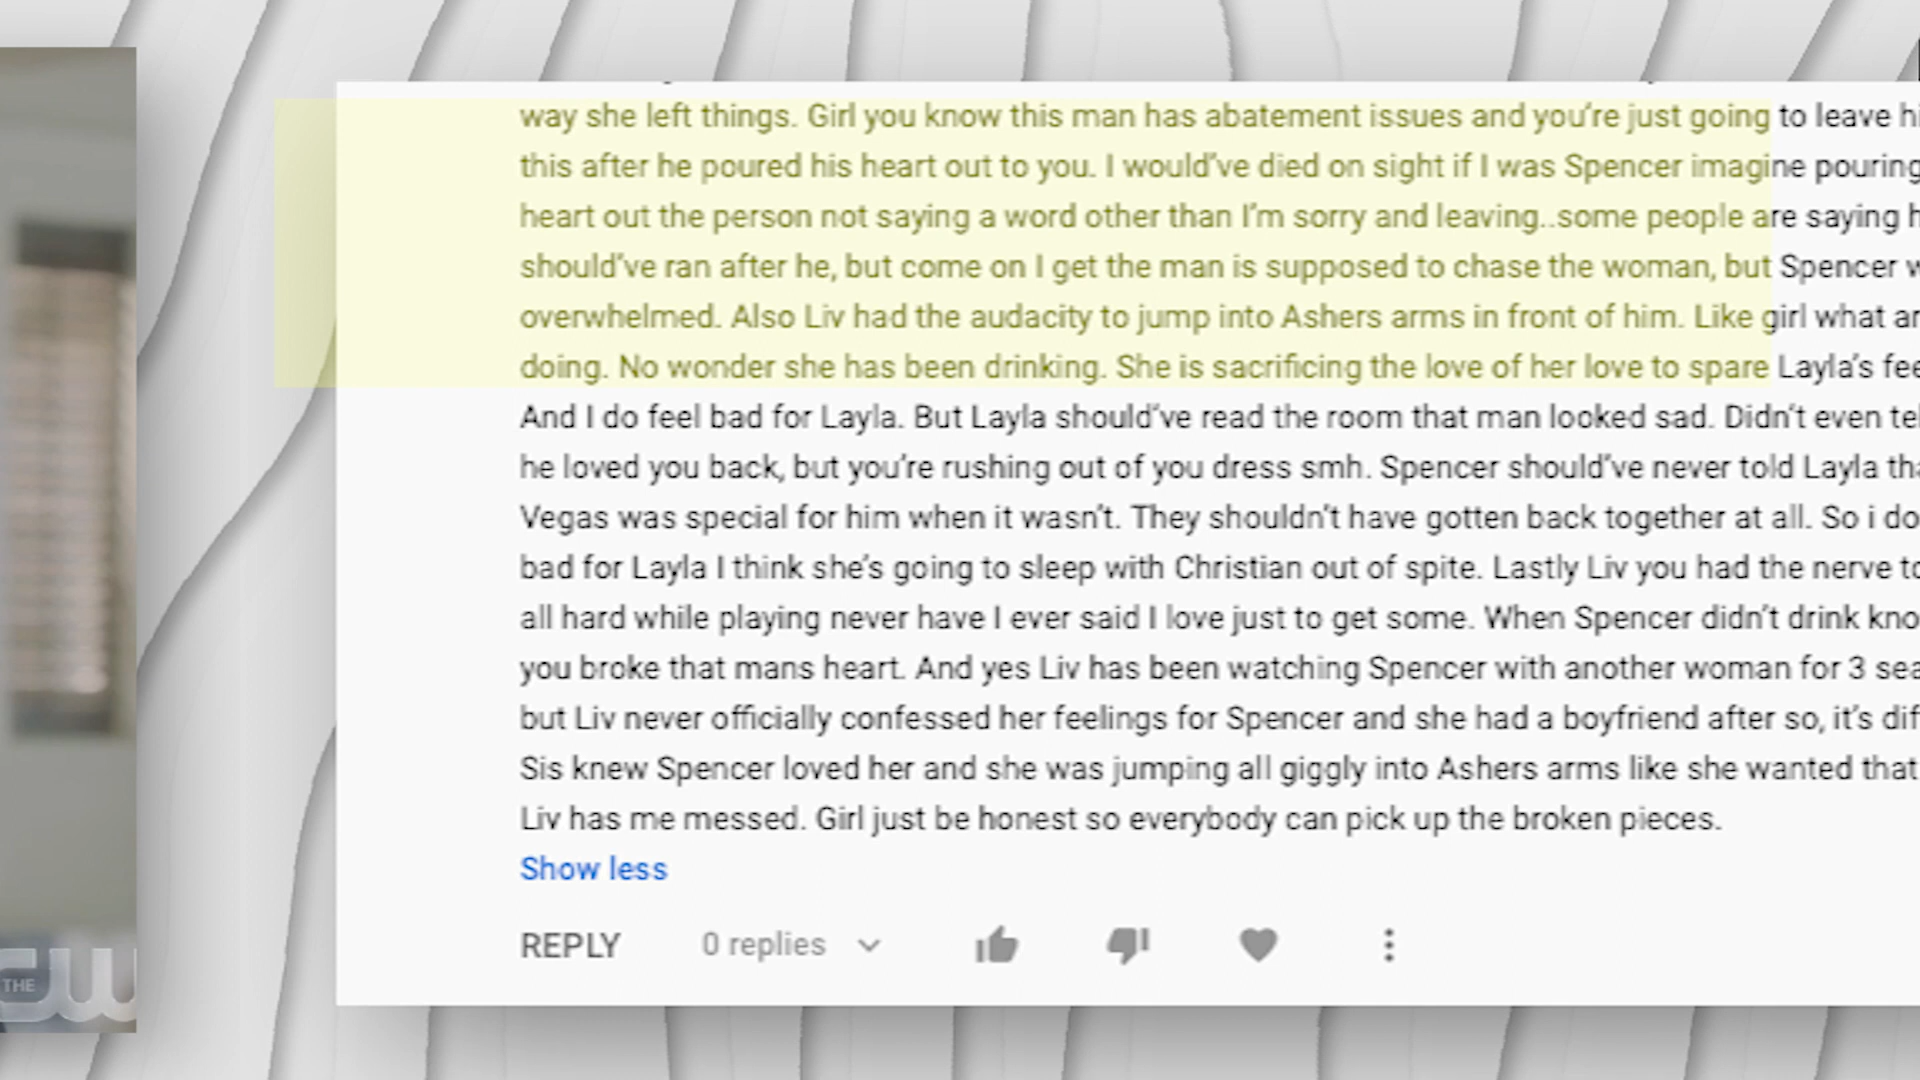 way she left things. Girl you know this man has abatement issues and you're just going to leave hi
this after he poured his heart out to you. I would've died on sight if I was Spencer imagine pouring
heart out the person not saying a word other than I'm sorry and leaving..some people are saying h
should've ran after he, but come on I get the man is supposed to chase the woman, but Spencer w
overwhelmed. Also Liv had the audacity to jump into Ashers arms in front of him. Like girl what ar
doing. No wonder she has been drinking. She is sacrificing the love of her love to spare Layla's fee
And I do feel bad for Layla. But Layla should've read the room that man looked sad. Didn't even tel
he loved you back, but you're rushing out of you dress smh. Spencer should've never told Layla tha
Vegas was special for him when it wasn't. They shouldn't have gotten back together at all. So i do
bad for Layla I think she's going to sleep with Christian out of spite. Lastly Liv you had the nerve to
all hard while playing never have I ever said I love just to get some. When Spencer didn't drink kno
you broke that mans heart. And yes Liv has been watching Spencer with another woman for 3 sea
but Liv never officially confessed her feelings for Spencer and she had a boyfriend after so, it's dif
Sis knew Spencer loved her and she was jumping all giggly into Ashers arms like she wanted that
Liv has me messed. Girl just be honest so everybody can pick up the broken pieces.
Show less
REPLY 0 replies
THE CW